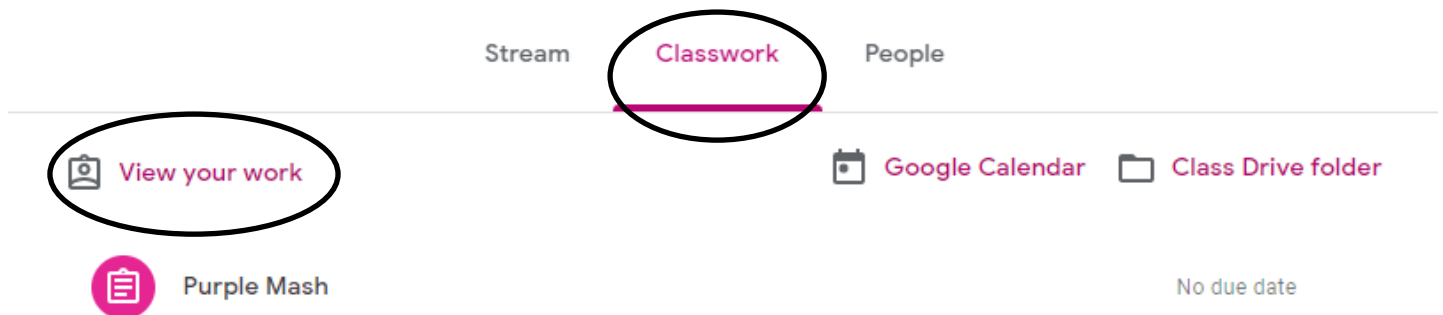 Stream Classwork People
View your work Google Calendar Class Drive folder
Purple Mash No due date